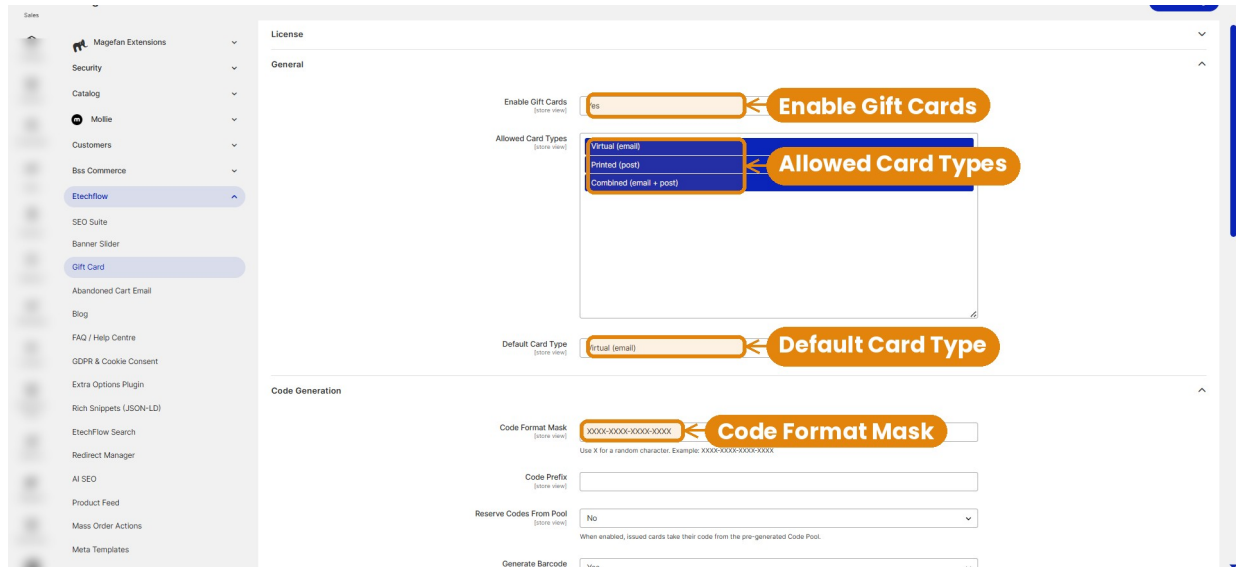 Sales
Magefan Extensions
Security
Catalog
Mollie
Customers
Bss Commerce
Etechflow
SEO Suite
Banner Slider
Gift Card
Abandoned Cart Email
Blog
FAQ / Help Centre
GDPR & Cookie Consent
Extra Options Plugin
Rich Snippets (JSON-LD)
EtechFlow Search
Redirect Manager
AI SEO
Product Feed
Mass Order Actions
Meta Templates
License
General
Enable Gift Cards
[store view]
Yes
Enable Gift Cards
Allowed Card Types
[store view]
Virtual (email)
Printed (post)
Combined (email + post)
Allowed Card Types
Default Card Type
[store view]
Virtual (email)
Default Card Type
Code Generation
Code Format Mask
[store view]
XXXX-XXXX-XXXX-XXXX
Code Format Mask
Use X for a random character. Example: XXXX-XXXX-XXXX-XXXX
Code Prefix
[store view]
Reserve Codes From Pool
[store view]
No
When enabled, issued cards take their code from the pre-generated Code Pool.
Generate Barcode
Yes